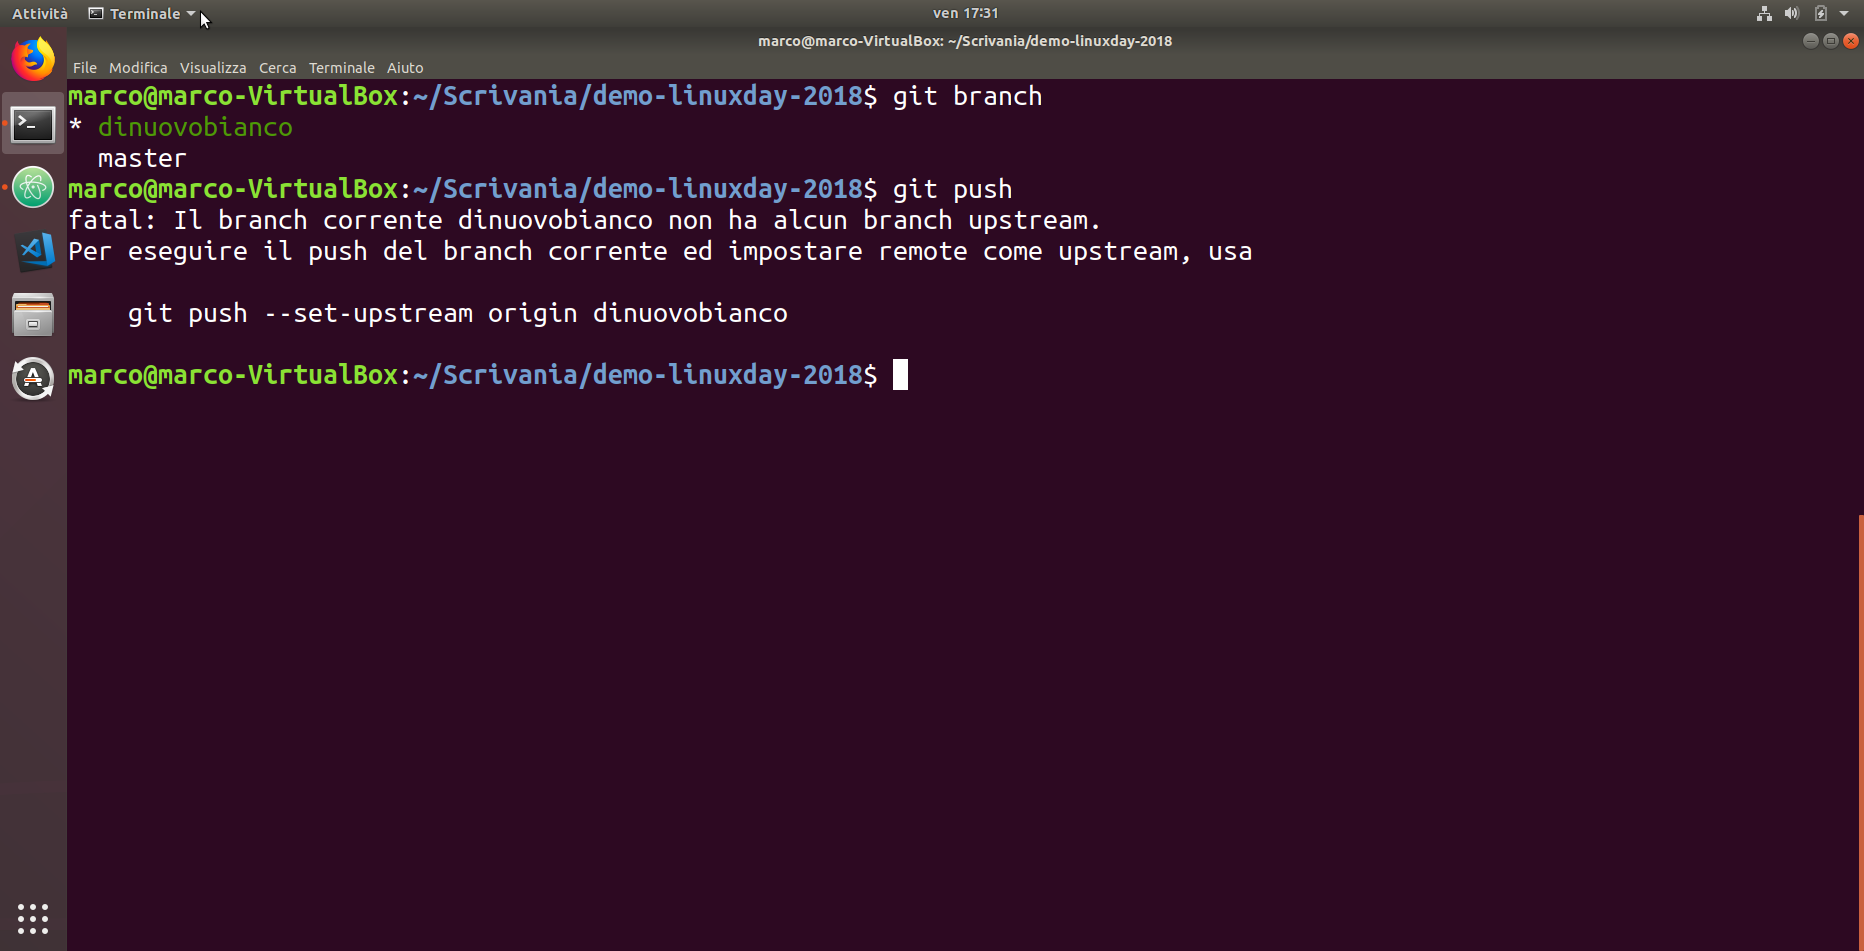 Attività Terminale ven 17:31
marco@marco-VirtualBox: ~/Scrivania/demo-linuxday-2018
File Modifica Visualizza Cerca Terminale Aiuto
marco@marco-VirtualBox:~/Scrivania/demo-linuxday-2018$ git branch
* dinuovobianco
  master
marco@marco-VirtualBox:~/Scrivania/demo-linuxday-2018$ git push
fatal: Il branch corrente dinuovobianco non ha alcun branch upstream.
Per eseguire il push del branch corrente ed impostare remote come upstream, usa
    git push --set-upstream origin dinuovobianco
marco@marco-VirtualBox:~/Scrivania/demo-linuxday-2018$